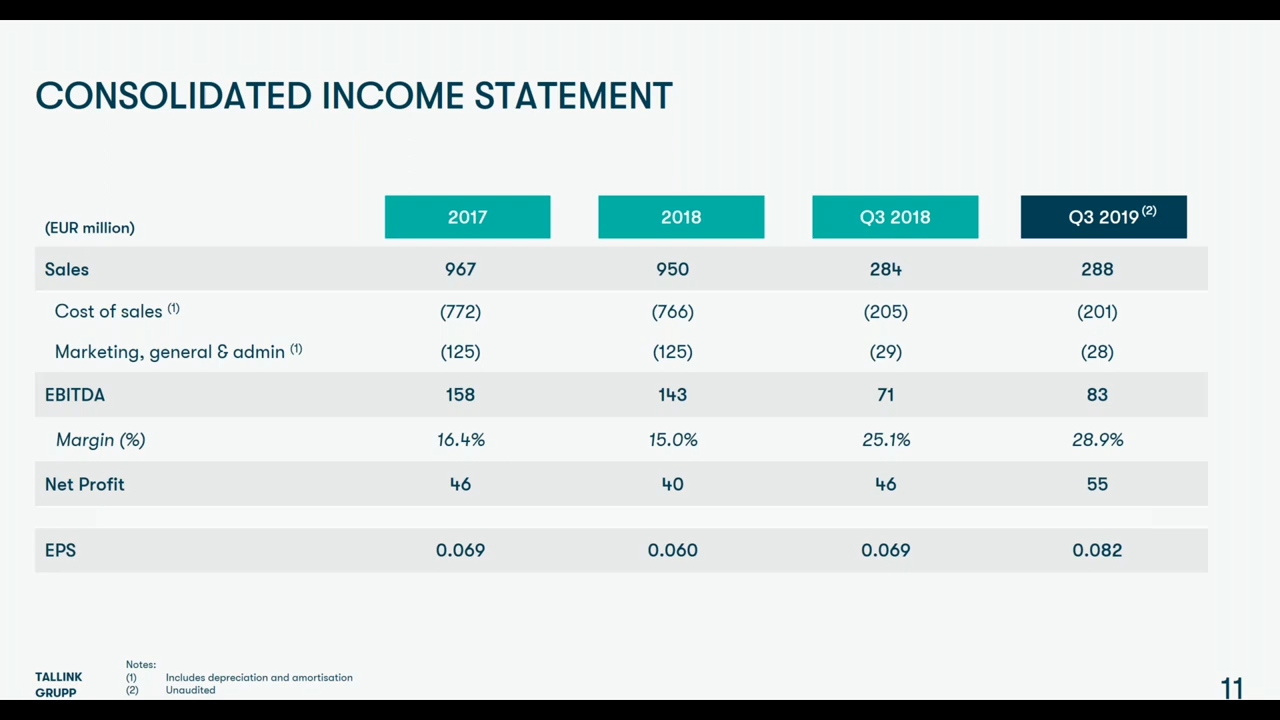 CONSOLIDATED INCOME STATEMENT
(EUR million) 2017 2018 Q3 2018 Q3 2019 (2)
Sales 967 950 284 288
Cost of sales (1) (772) (766) (205) (201)
Marketing, general & admin (1) (125) (125) (29) (28)
EBITDA 158 143 71 83
Margin (%) 16.4% 15.0% 25.1% 28.9%
Net Profit 46 40 46 55
EPS 0.069 0.060 0.069 0.082
TALLINK
GRUPP
Notes:
(1) Includes depreciation and amortisation
(2) Unaudited
11